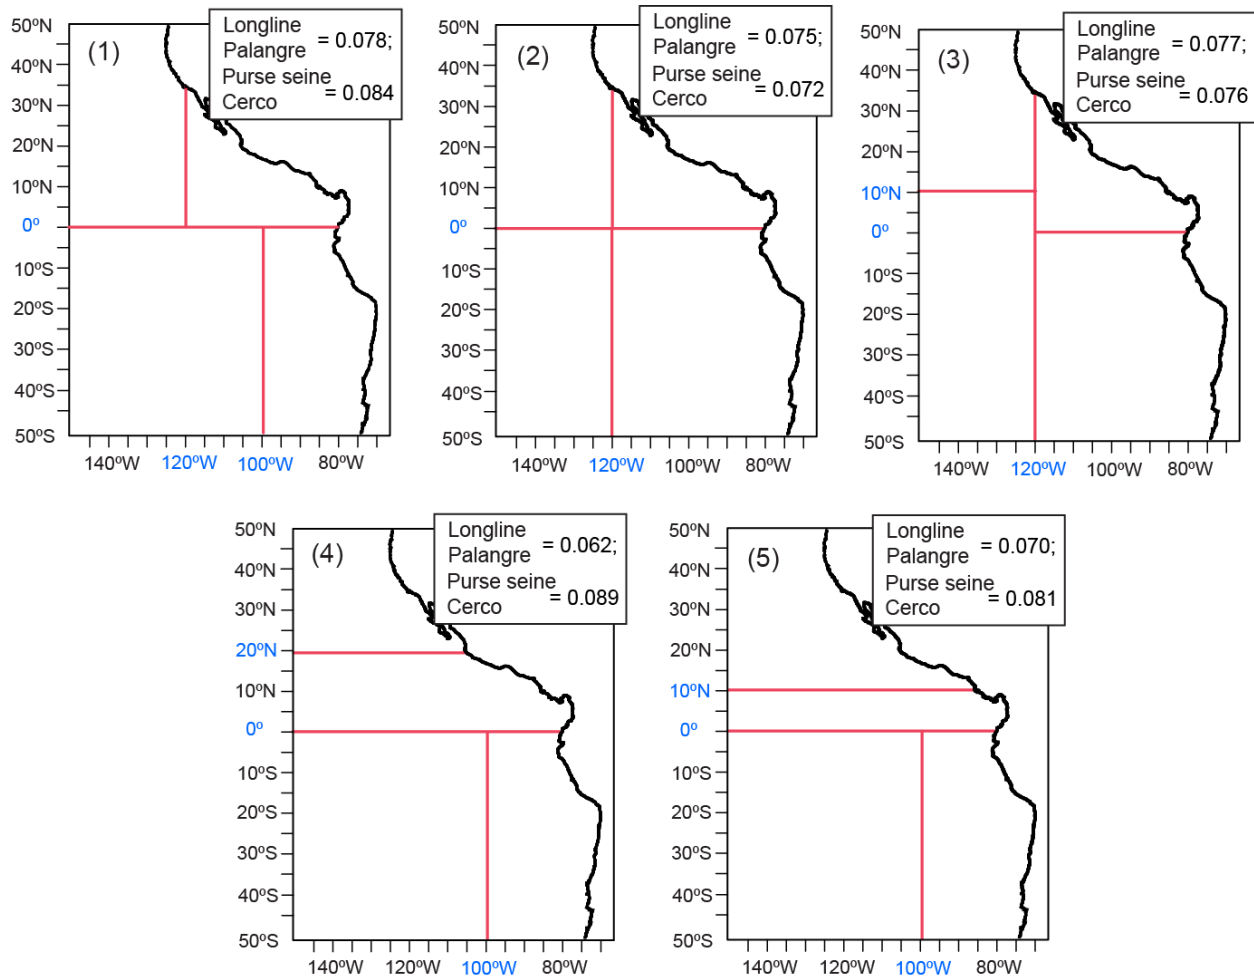 (1)
Longline
Palangre = 0.078;
Purse seine
Cerco = 0.084
50ºN
40ºN
30ºN
20ºN
10ºN
0º
10ºS
20ºS
30ºS
40ºS
50ºS
140ºW 120ºW 100ºW 80ºW
(2)
Longline
Palangre = 0.075;
Purse seine
Cerco = 0.072
50ºN
40ºN
30ºN
20ºN
10ºN
0º
10ºS
20ºS
30ºS
40ºS
50ºS
140ºW 120ºW 100ºW 80ºW
(3)
Longline
Palangre = 0.077;
Purse seine
Cerco = 0.076
50ºN
40ºN
30ºN
20ºN
10ºN
0º
10ºS
20ºS
30ºS
40ºS
50ºS
140ºW 120ºW 100ºW 80ºW
(4)
Longline
Palangre = 0.062;
Purse seine
Cerco = 0.089
50ºN
40ºN
30ºN
20ºN
10ºN
0º
10ºS
20ºS
30ºS
40ºS
50ºS
140ºW 120ºW 100ºW 80ºW
(5)
Longline
Palangre = 0.070;
Purse seine
Cerco = 0.081
50ºN
40ºN
30ºN
20ºN
10ºN
0º
10ºS
20ºS
30ºS
40ºS
50ºS
140ºW 120ºW 100ºW 80ºW